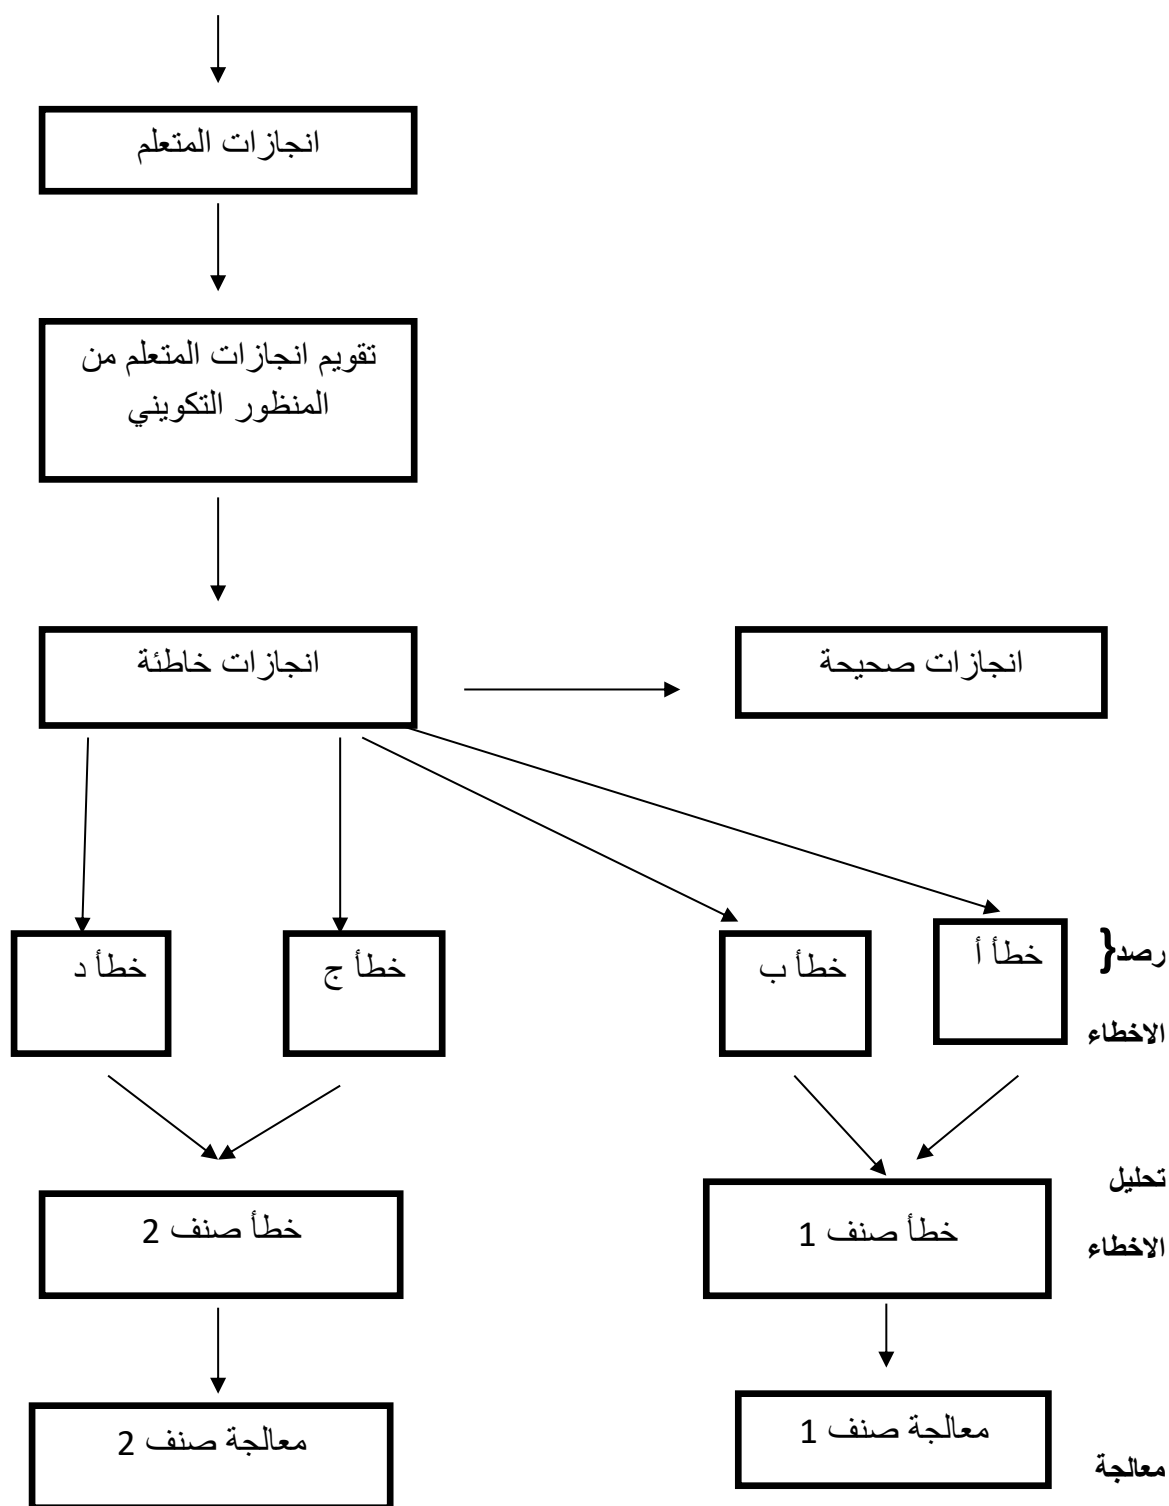 انجازات المتعلم
تقويم انجازات المتعلم من
المنظور التكويني
انجازات صحيحة
انجازات خاطئة
رصد{
خطأ أ
خطأ ب
خطأ ج
خطأ د
الاخطاء
تحليل
خطأ صنف 1
خطأ صنف 2
الاخطاء
معالجة صنف 1
معالجة صنف 2
معالجة